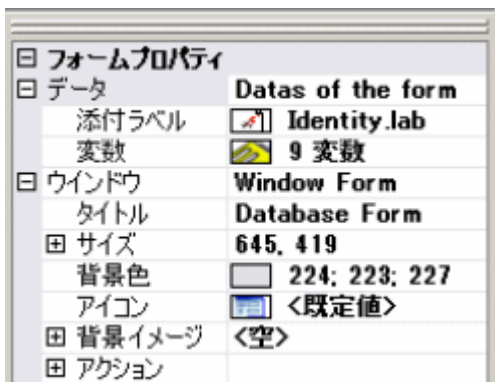 フォームプロパティ
データ Datas of the form
添付ラベル Identity.lab
変数 9 変数
ウインドウ Window Form
タイトル Database Form
サイズ 645, 419
背景色 224; 223; 227
アイコン <既定値>
背景イメージ <空>
アクション